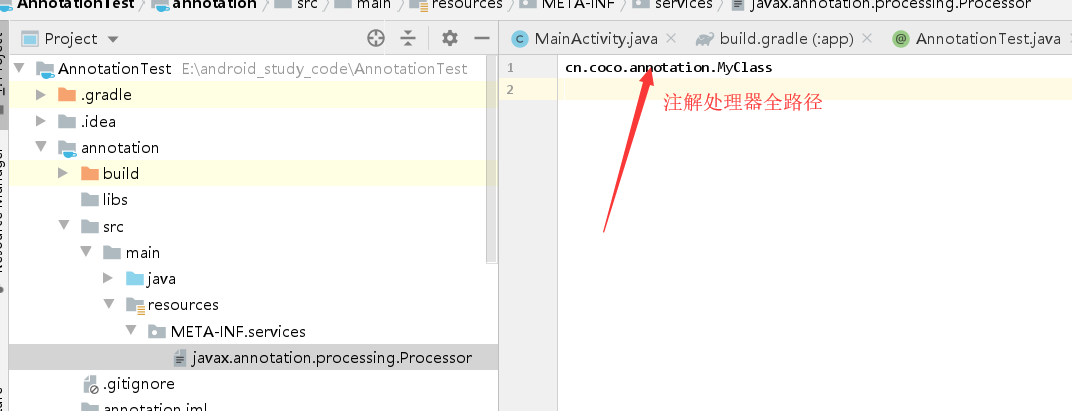 AnnotationTest annotation src main resources META-INF services javax.annotation.processing.Processor
Project
MainActivity.java
build.gradle (:app)
AnnotationTest.java
AnnotationTest E:\android_study_code\AnnotationTest
.gradle
.idea
annotation
build
libs
src
main
java
resources
META-INF.services
javax.annotation.processing.Processor
.gitignore
annotation.iml
1 cn.coco.annotation.MyClass
2
注解处理器全路径